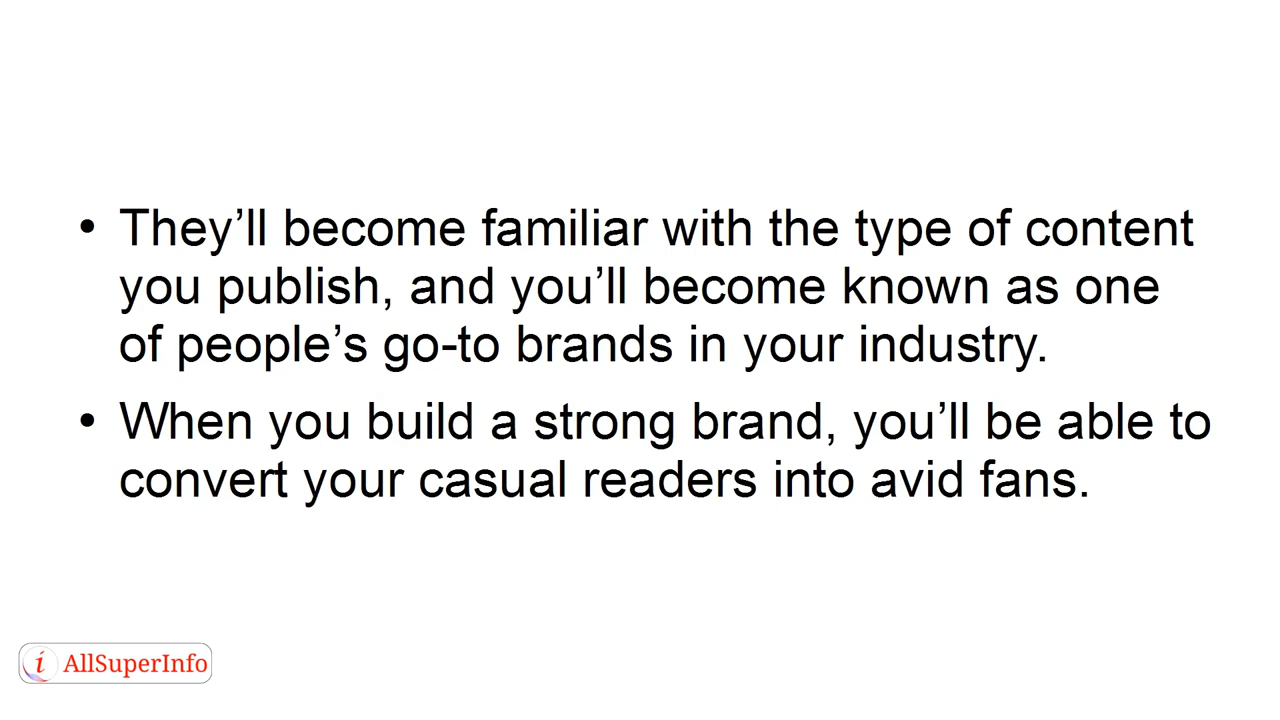 • They’ll become familiar with the type of content
you publish, and you’ll become known as one
of people’s go-to brands in your industry.
• When you build a strong brand, you’ll be able to
convert your casual readers into avid fans.
i AllSuperInfo